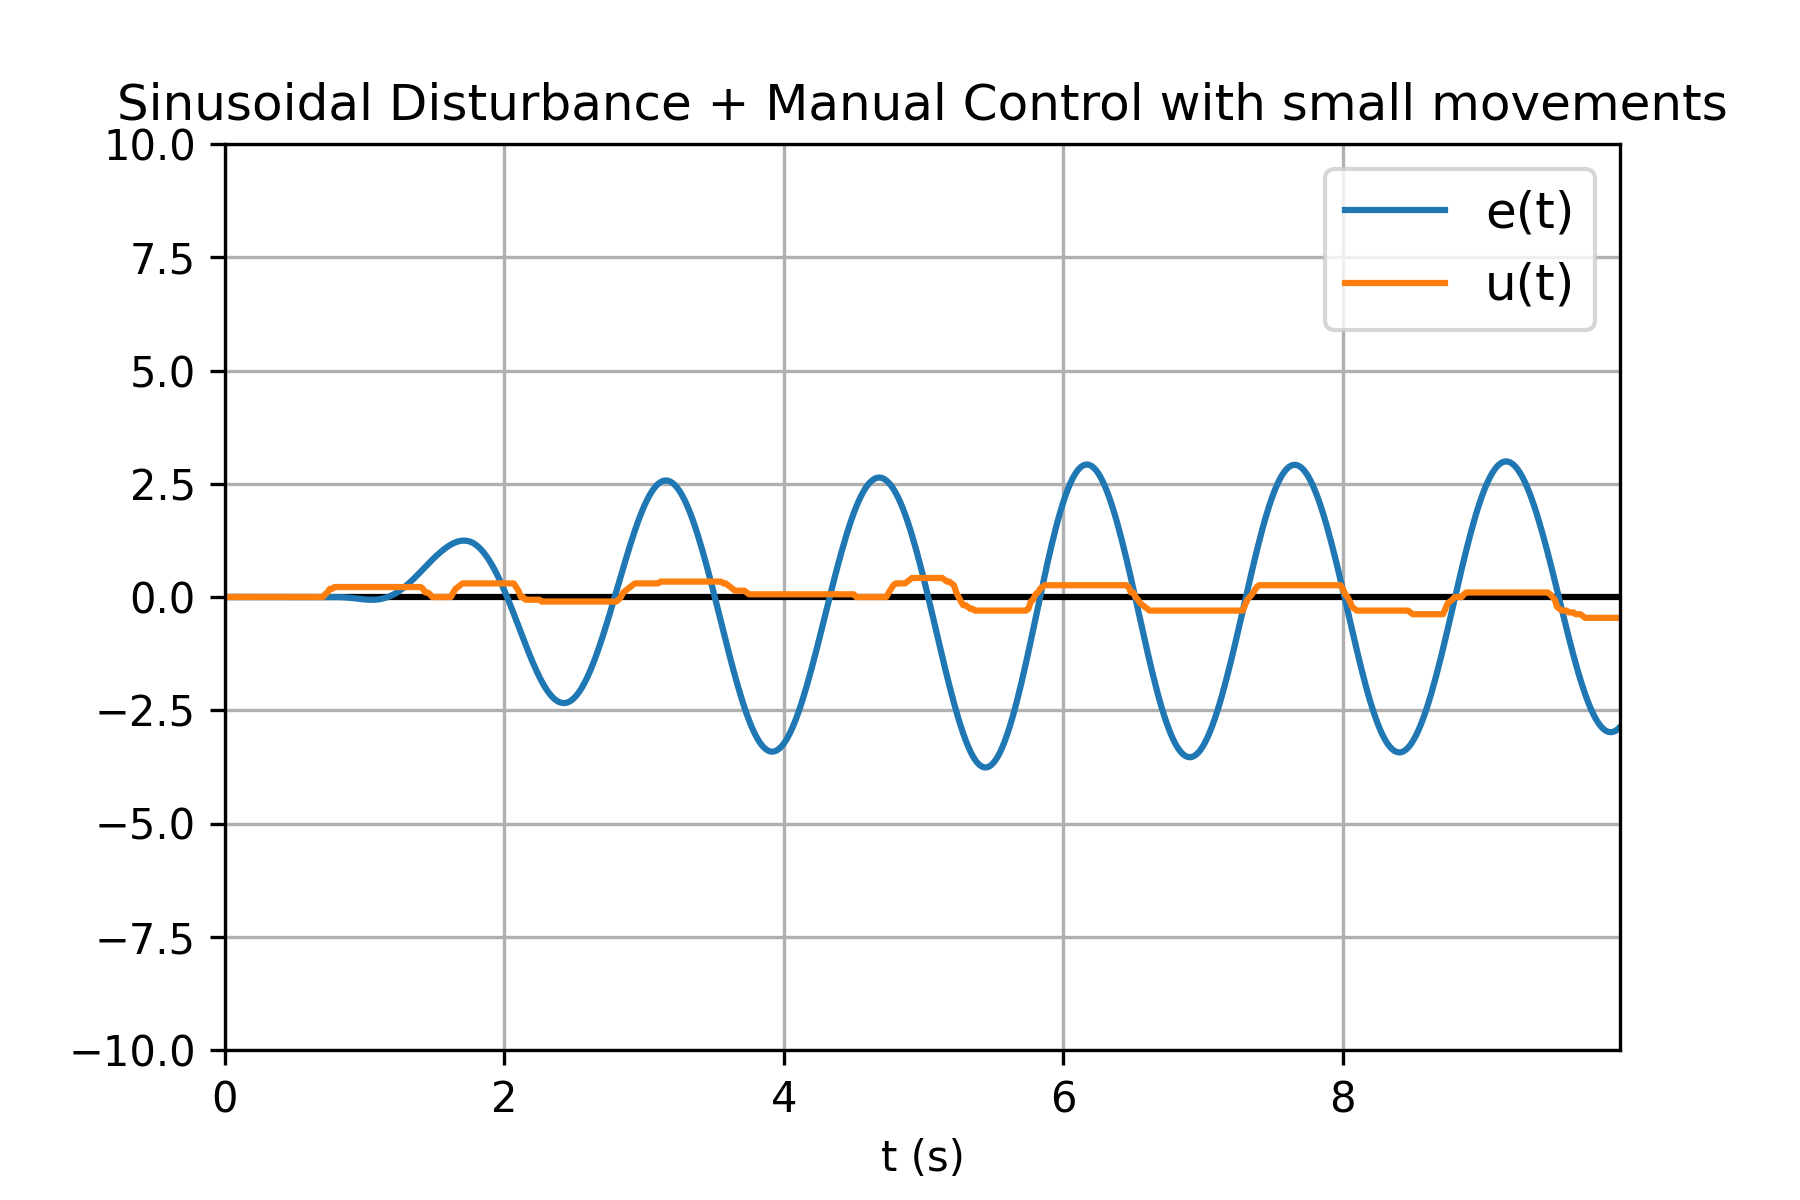 Sinusoidal Disturbance + Manual Control with small movements
10.0
7.5
5.0
2.5
0.0
−2.5
−5.0
−7.5
−10.0
e(t)
u(t)
0 2 4 6 8
t (s)